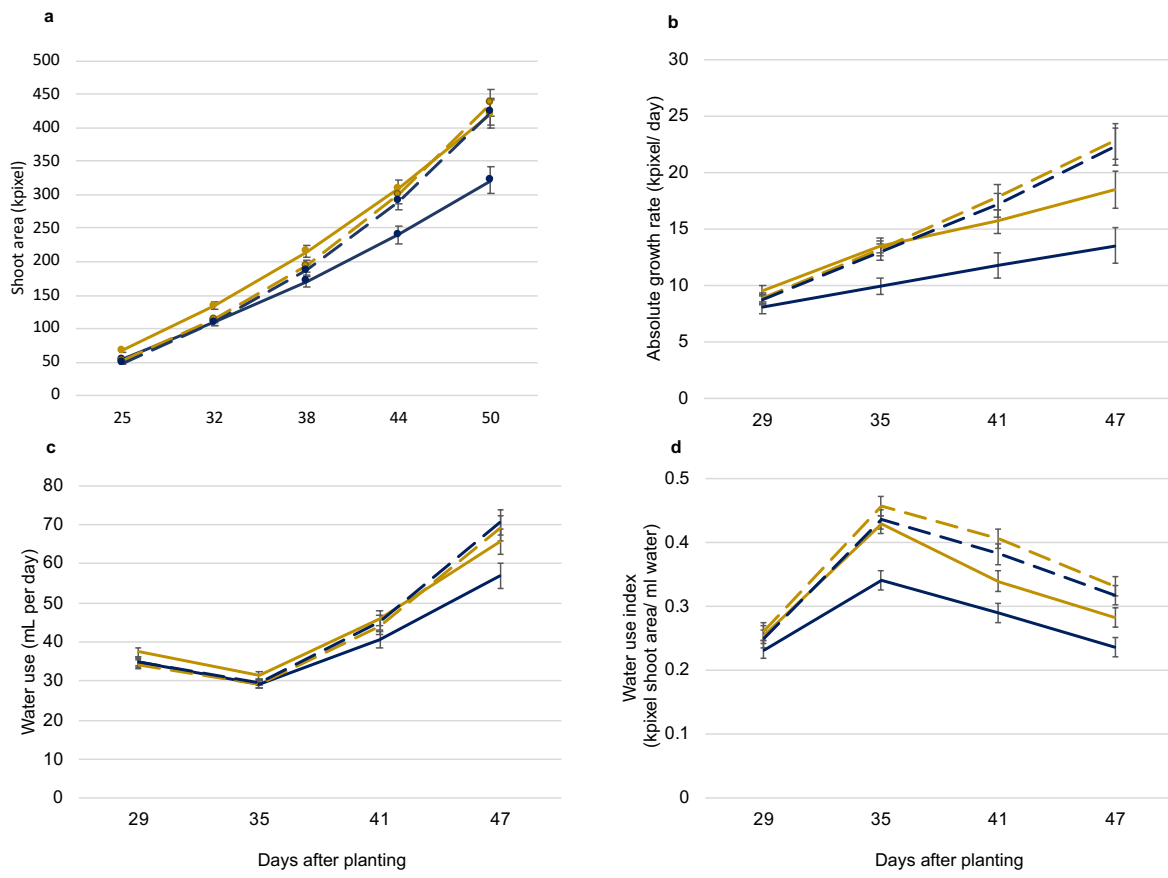 a
Shoot area (kpixel)
500
450
400
350
300
250
200
150
100
50
0
25 32 38 44 50
b
Absolute growth rate (kpixel/ day)
30
25
20
15
10
5
0
29 35 41 47
c
Water use (mL per day)
80
70
60
50
40
30
20
10
0
29 35 41 47
Days after planting
d
Water use index
(kpixel shoot area/ ml water)
0.5
0.4
0.3
0.2
0.1
0
29 35 41 47
Days after planting